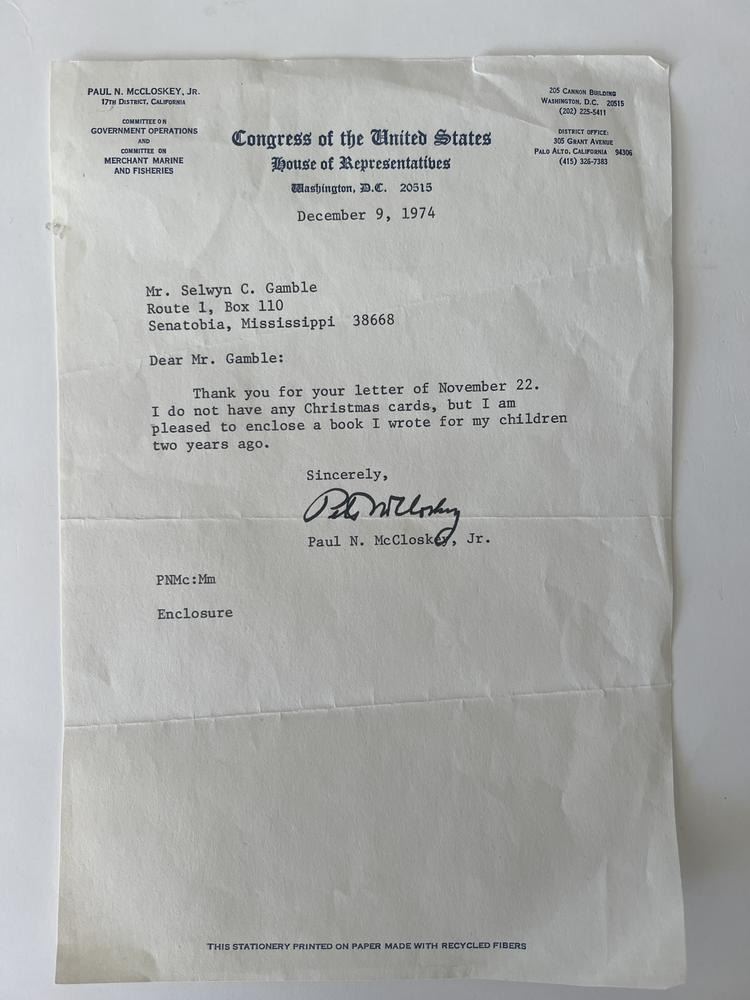 PAUL N. McCLOSKEY, JR.
17TH DISTRICT, CALIFORNIA
COMMITTEE ON
GOVERNMENT OPERATIONS
AND
COMMITTEE ON
MERCHANT MARINE
AND FISHERIES
205 CANNON BUILDING
WASHINGTON, D.C. 20515
(202) 225-5411
DISTRICT OFFICE:
305 GRANT AVENUE
PALO ALTO, CALIFORNIA 94306
(415) 326-7383
Congress of the United States
House of Representatives
Washington, D.C. 20515
December 9, 1974
Mr. Selwyn C. Gamble
Route 1, Box 110
Senatobia, Mississippi 38668
Dear Mr. Gamble:
Thank you for your letter of November 22.
I do not have any Christmas cards, but I am
pleased to enclose a book I wrote for my children
two years ago.
Sincerely,
Pete McCloskey
Paul N. McCloskey, Jr.
PNMc:Mm
Enclosure
THIS STATIONERY PRINTED ON PAPER MADE WITH RECYCLED FIBERS